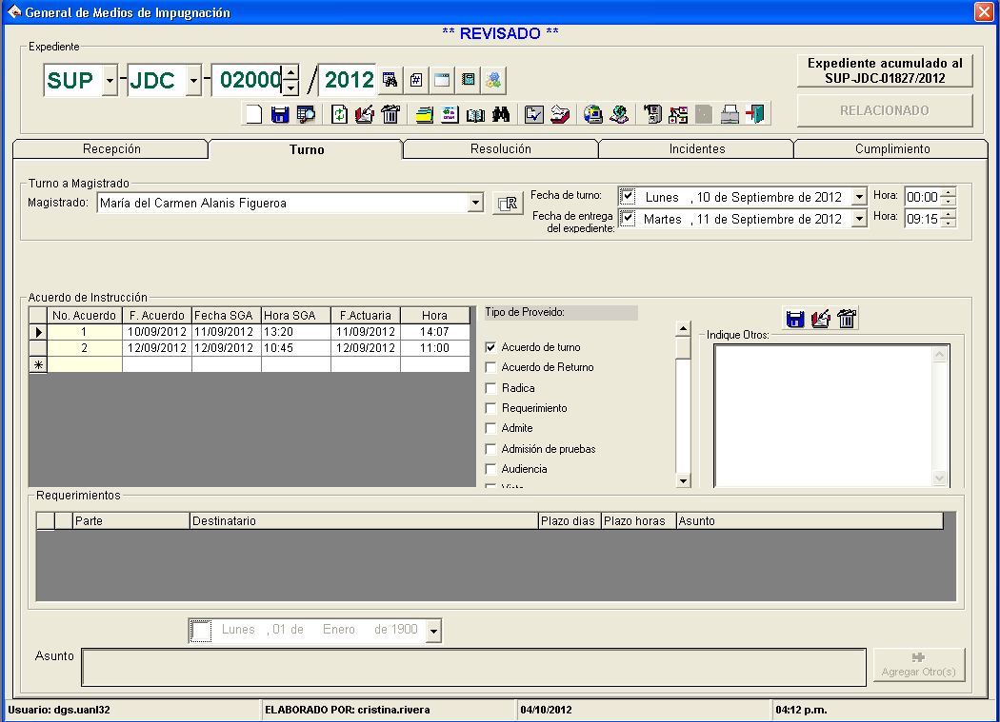 General de Medios de Impugnación
** REVISADO **
Expediente
SUP - JDC - 02000 / 2012
Expediente acumulado al
SUP-JDC-01827/2012
RELACIONADO
Recepción Turno Resolución Incidentes Cumplimiento
Turno a Magistrado
Magistrado: María del Carmen Alanis Figueroa
R
Fecha de turno: Lunes , 10 de Septiembre de 2012 Hora: 00:00
Fecha de entrega del expediente: Martes , 11 de Septiembre de 2012 Hora: 09:15
Acuerdo de Instrucción
No. Acuerdo F. Acuerdo Fecha SGA Hora SGA F.Actuaria Hora
1 10/09/2012 11/09/2012 13:20 11/09/2012 14:07
2 12/09/2012 12/09/2012 10:45 12/09/2012 11:00
Tipo de Proveido:
Acuerdo de turno
Acuerdo de Returno
Radica
Requerimiento
Admite
Admisión de pruebas
Audiencia
Indique Otros:
Requerimientos
Parte Destinatario Plazo dias Plazo horas Asunto
Lunes , 01 de Enero de 1900
Asunto
Agregar Otro(s)
Usuario: dgs.uanl32 ELABORADO POR: cristina.rivera 04/10/2012 04:12 p.m.